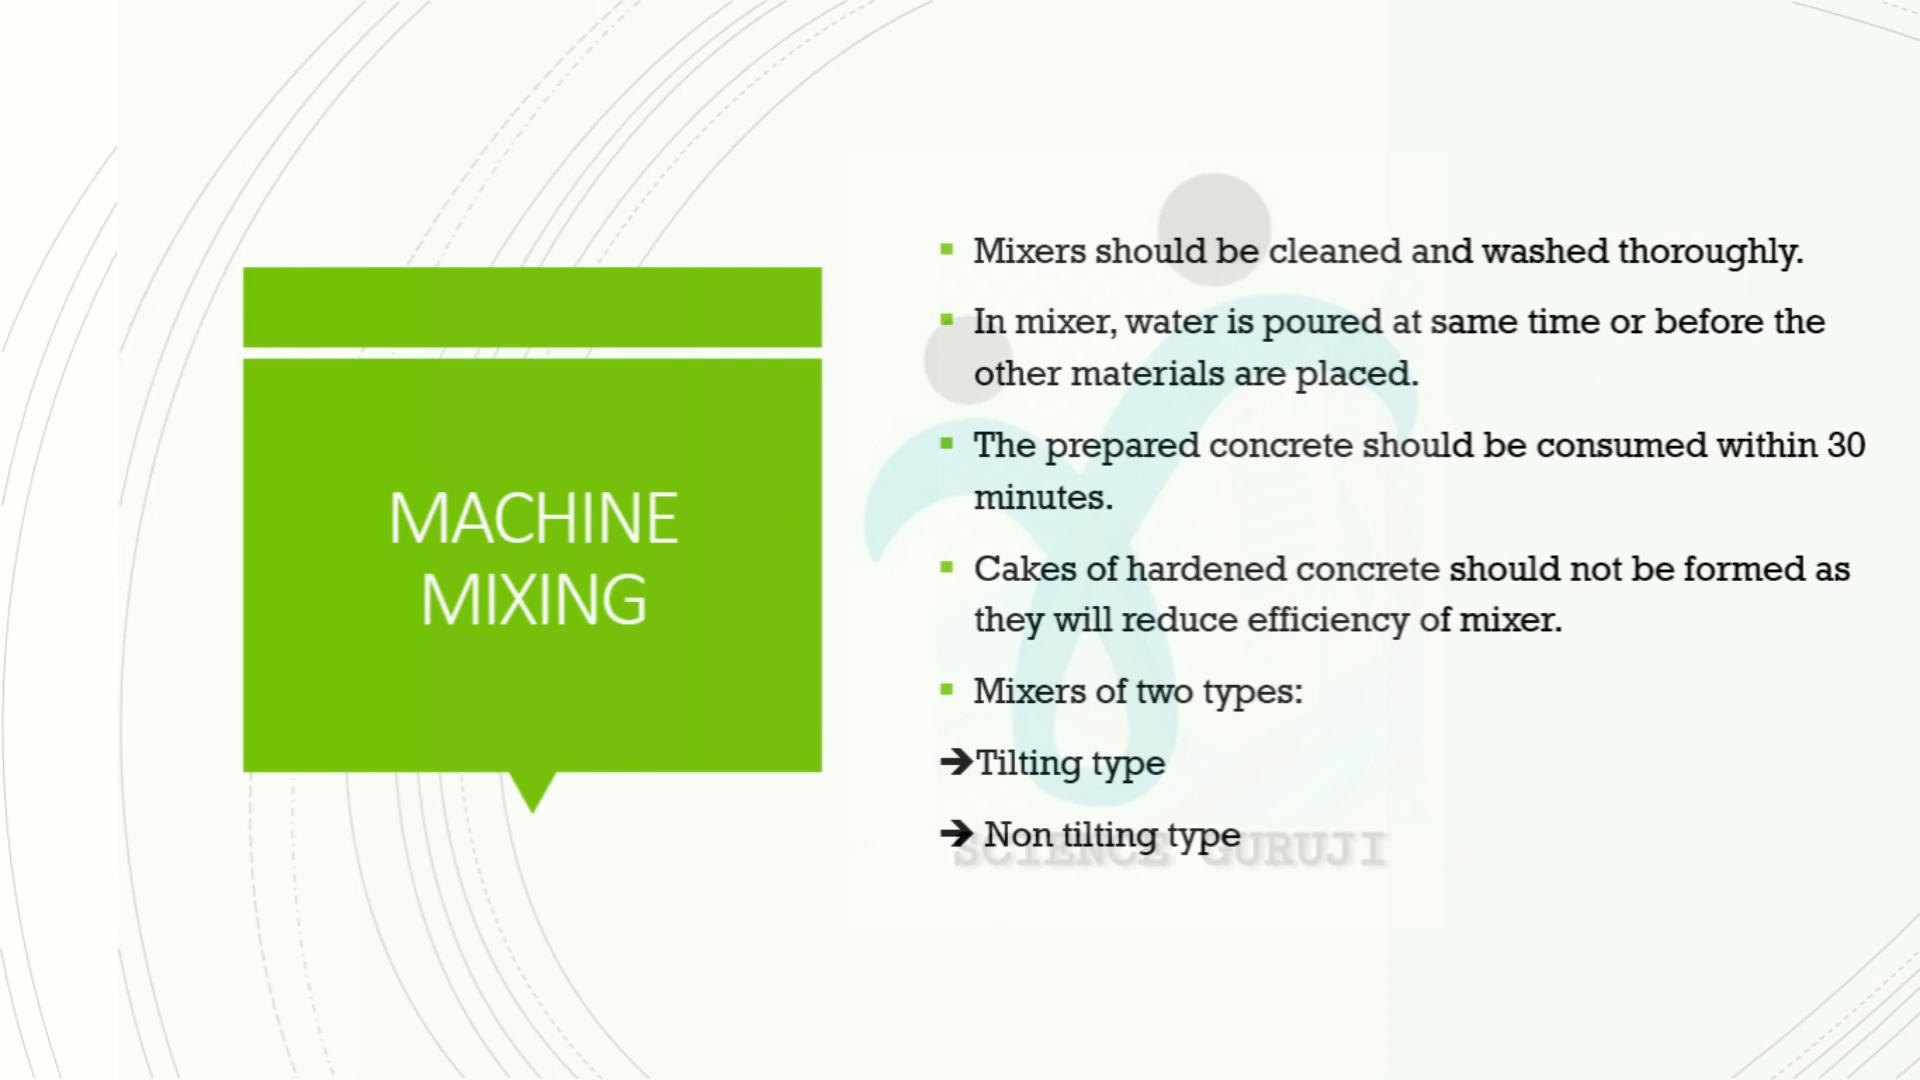 MACHINE
MIXING
Mixers should be cleaned and washed thoroughly.
In mixer, water is poured at same time or before the
other materials are placed.
The prepared concrete should be consumed within 30
minutes.
Cakes of hardened concrete should not be formed as
they will reduce efficiency of mixer.
Mixers of two types:
➔Tilting type
➔ Non tilting type
SCIENCE GURUJI